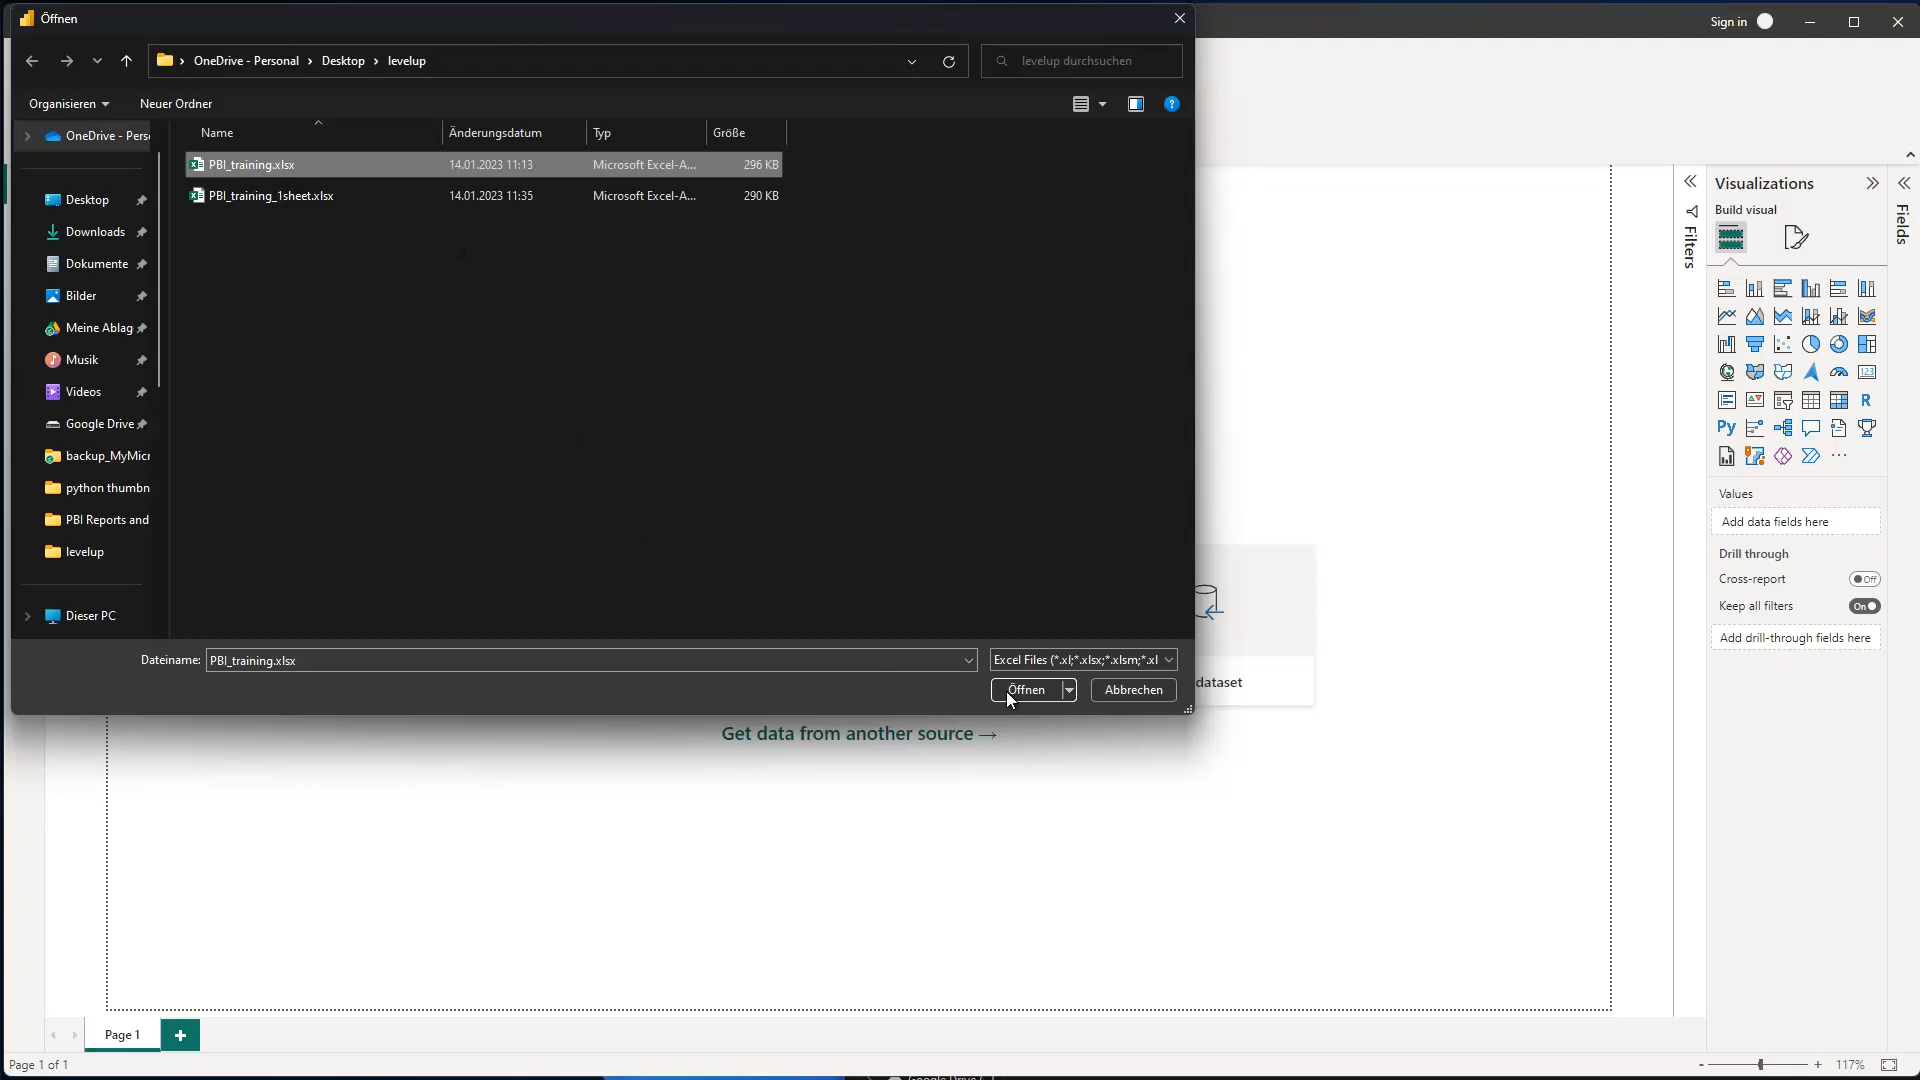 Öffnen
Sign in
OneDrive - Personal › Desktop › levelup
levelup durchsuchen
Organisieren
Neuer Ordner
Name
Änderungsdatum
Typ
Größe
PBI_training.xlsx
14.01.2023 11:13
Microsoft Excel-A...
296 KB
PBI_training_1sheet.xlsx
14.01.2023 11:35
Microsoft Excel-A...
290 KB
OneDrive - Perso
Desktop
Downloads
Dokumente
Bilder
Meine Ablag
Musik
Videos
Google Drive
backup_MyMicr
python thumbn
PBI Reports and
levelup
Dieser PC
Dateiname:
PBI_training.xlsx
Excel Files (*.xl;*.xlsx;*.xlsm;*.xl
Öffnen
Abbrechen
dataset
Get data from another source →
Filters
Visualizations
Build visual
Fields
123
R
Py
Values
Add data fields here
Drill through
Cross-report
Off
Keep all filters
On
Add drill-through fields here
Page 1
Page 1 of 1
117%